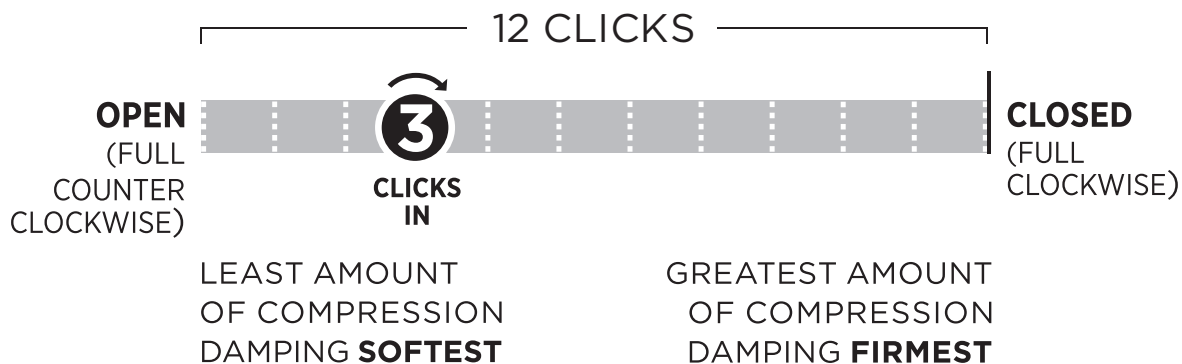 12 CLICKS
OPEN
(FULL
COUNTER
CLOCKWISE)
3
CLICKS
IN
CLOSED
(FULL
CLOCKWISE)
LEAST AMOUNT
OF COMPRESSION
DAMPING SOFTEST
GREATEST AMOUNT
OF COMPRESSION
DAMPING FIRMEST